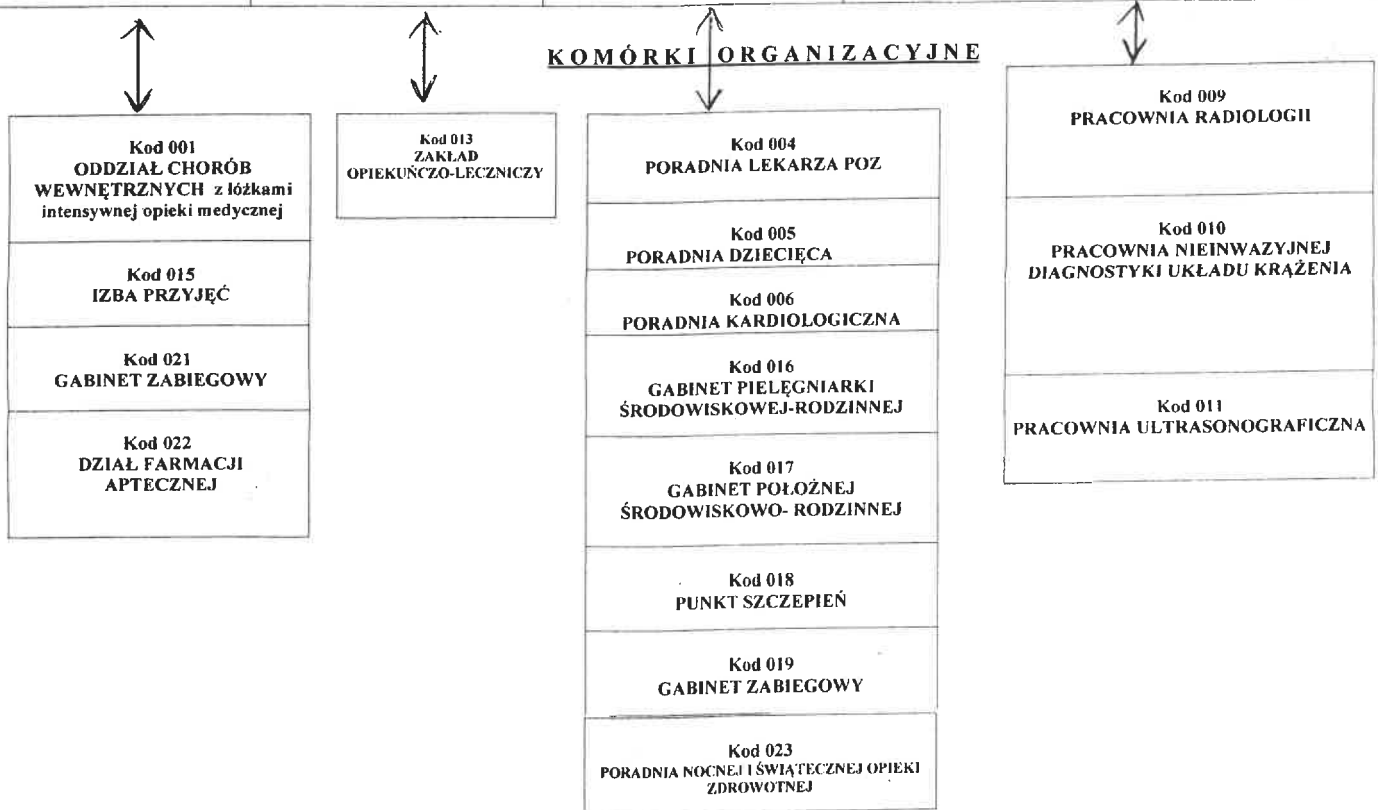 KOMÓRKI ORGANIZACYJNE
Kod 001
ODDZIAŁ CHORÓB
WEWNĘTRZNYCH z łóżkami
intensywnej opieki medycznej
Kod 015
IZBA PRZYJĘĆ
Kod 021
GABINET ZABIEGOWY
Kod 022
DZIAŁ FARMACJI
APTECZNEJ
Kod 013
ZAKŁAD
OPIEKUŃCZO-LECZNICZY
Kod 004
PORADNIA LEKARZA POZ
Kod 005
PORADNIA DZIECIĘCA
Kod 006
PORADNIA KARDIOLOGICZNA
Kod 016
GABINET PIELĘGNIARKI
ŚRODOWISKOWEJ-RODZINNEJ
Kod 017
GABINET POŁOŻNEJ
ŚRODOWISKOWO- RODZINNEJ
Kod 018
PUNKT SZCZEPIEŃ
Kod 019
GABINET ZABIEGOWY
Kod 023
PORADNIA NOCNEJ I ŚWIĄTECZNEJ OPIEKI
ZDROWOTNEJ
Kod 009
PRACOWNIA RADIOLOGII
Kod 010
PRACOWNIA NIEINWAZYJNEJ
DIAGNOSTYKI UKŁADU KRĄŻENIA
Kod 011
PRACOWNIA ULTRASONOGRAFICZNA